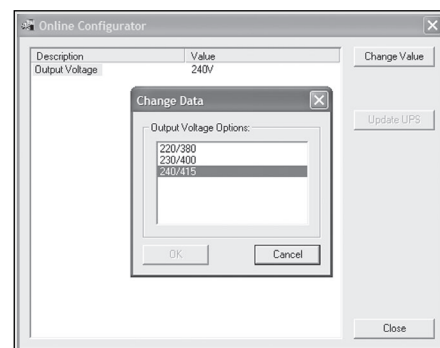 Online Configurator
Description Value
Output Voltage 240V
Change Value
Update UPS
Change Data
Output Voltage Options:
220/380
230/400
240/415
OK Cancel
Close